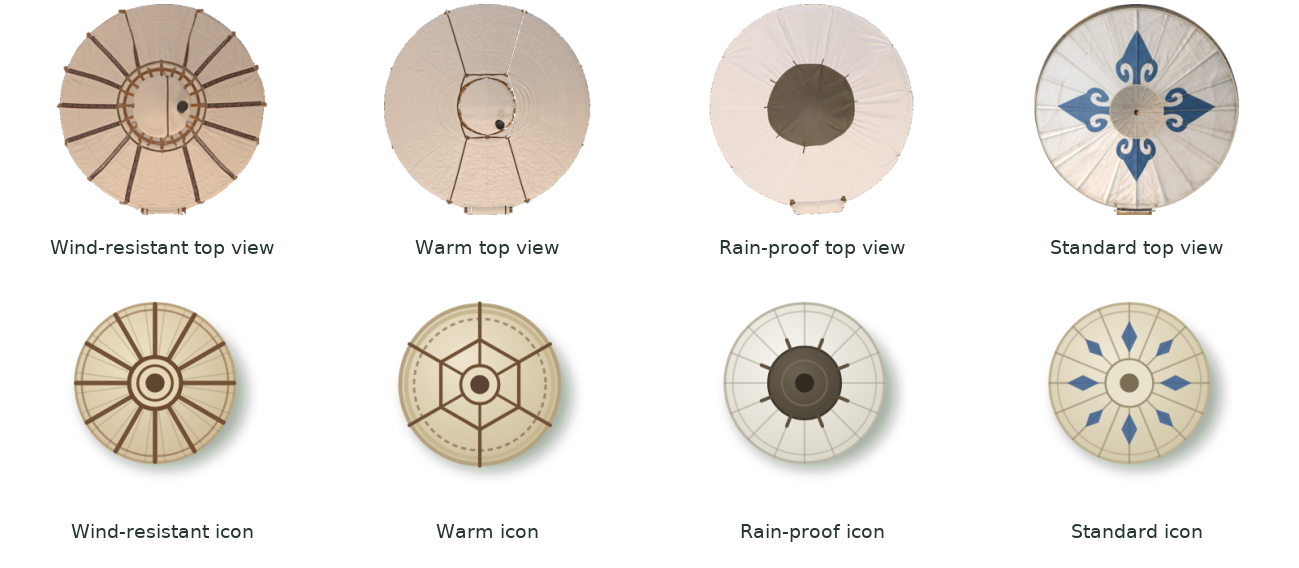 Wind-resistant top view
Warm top view
Rain-proof top view
Standard top view
Wind-resistant icon
Warm icon
Rain-proof icon
Standard icon